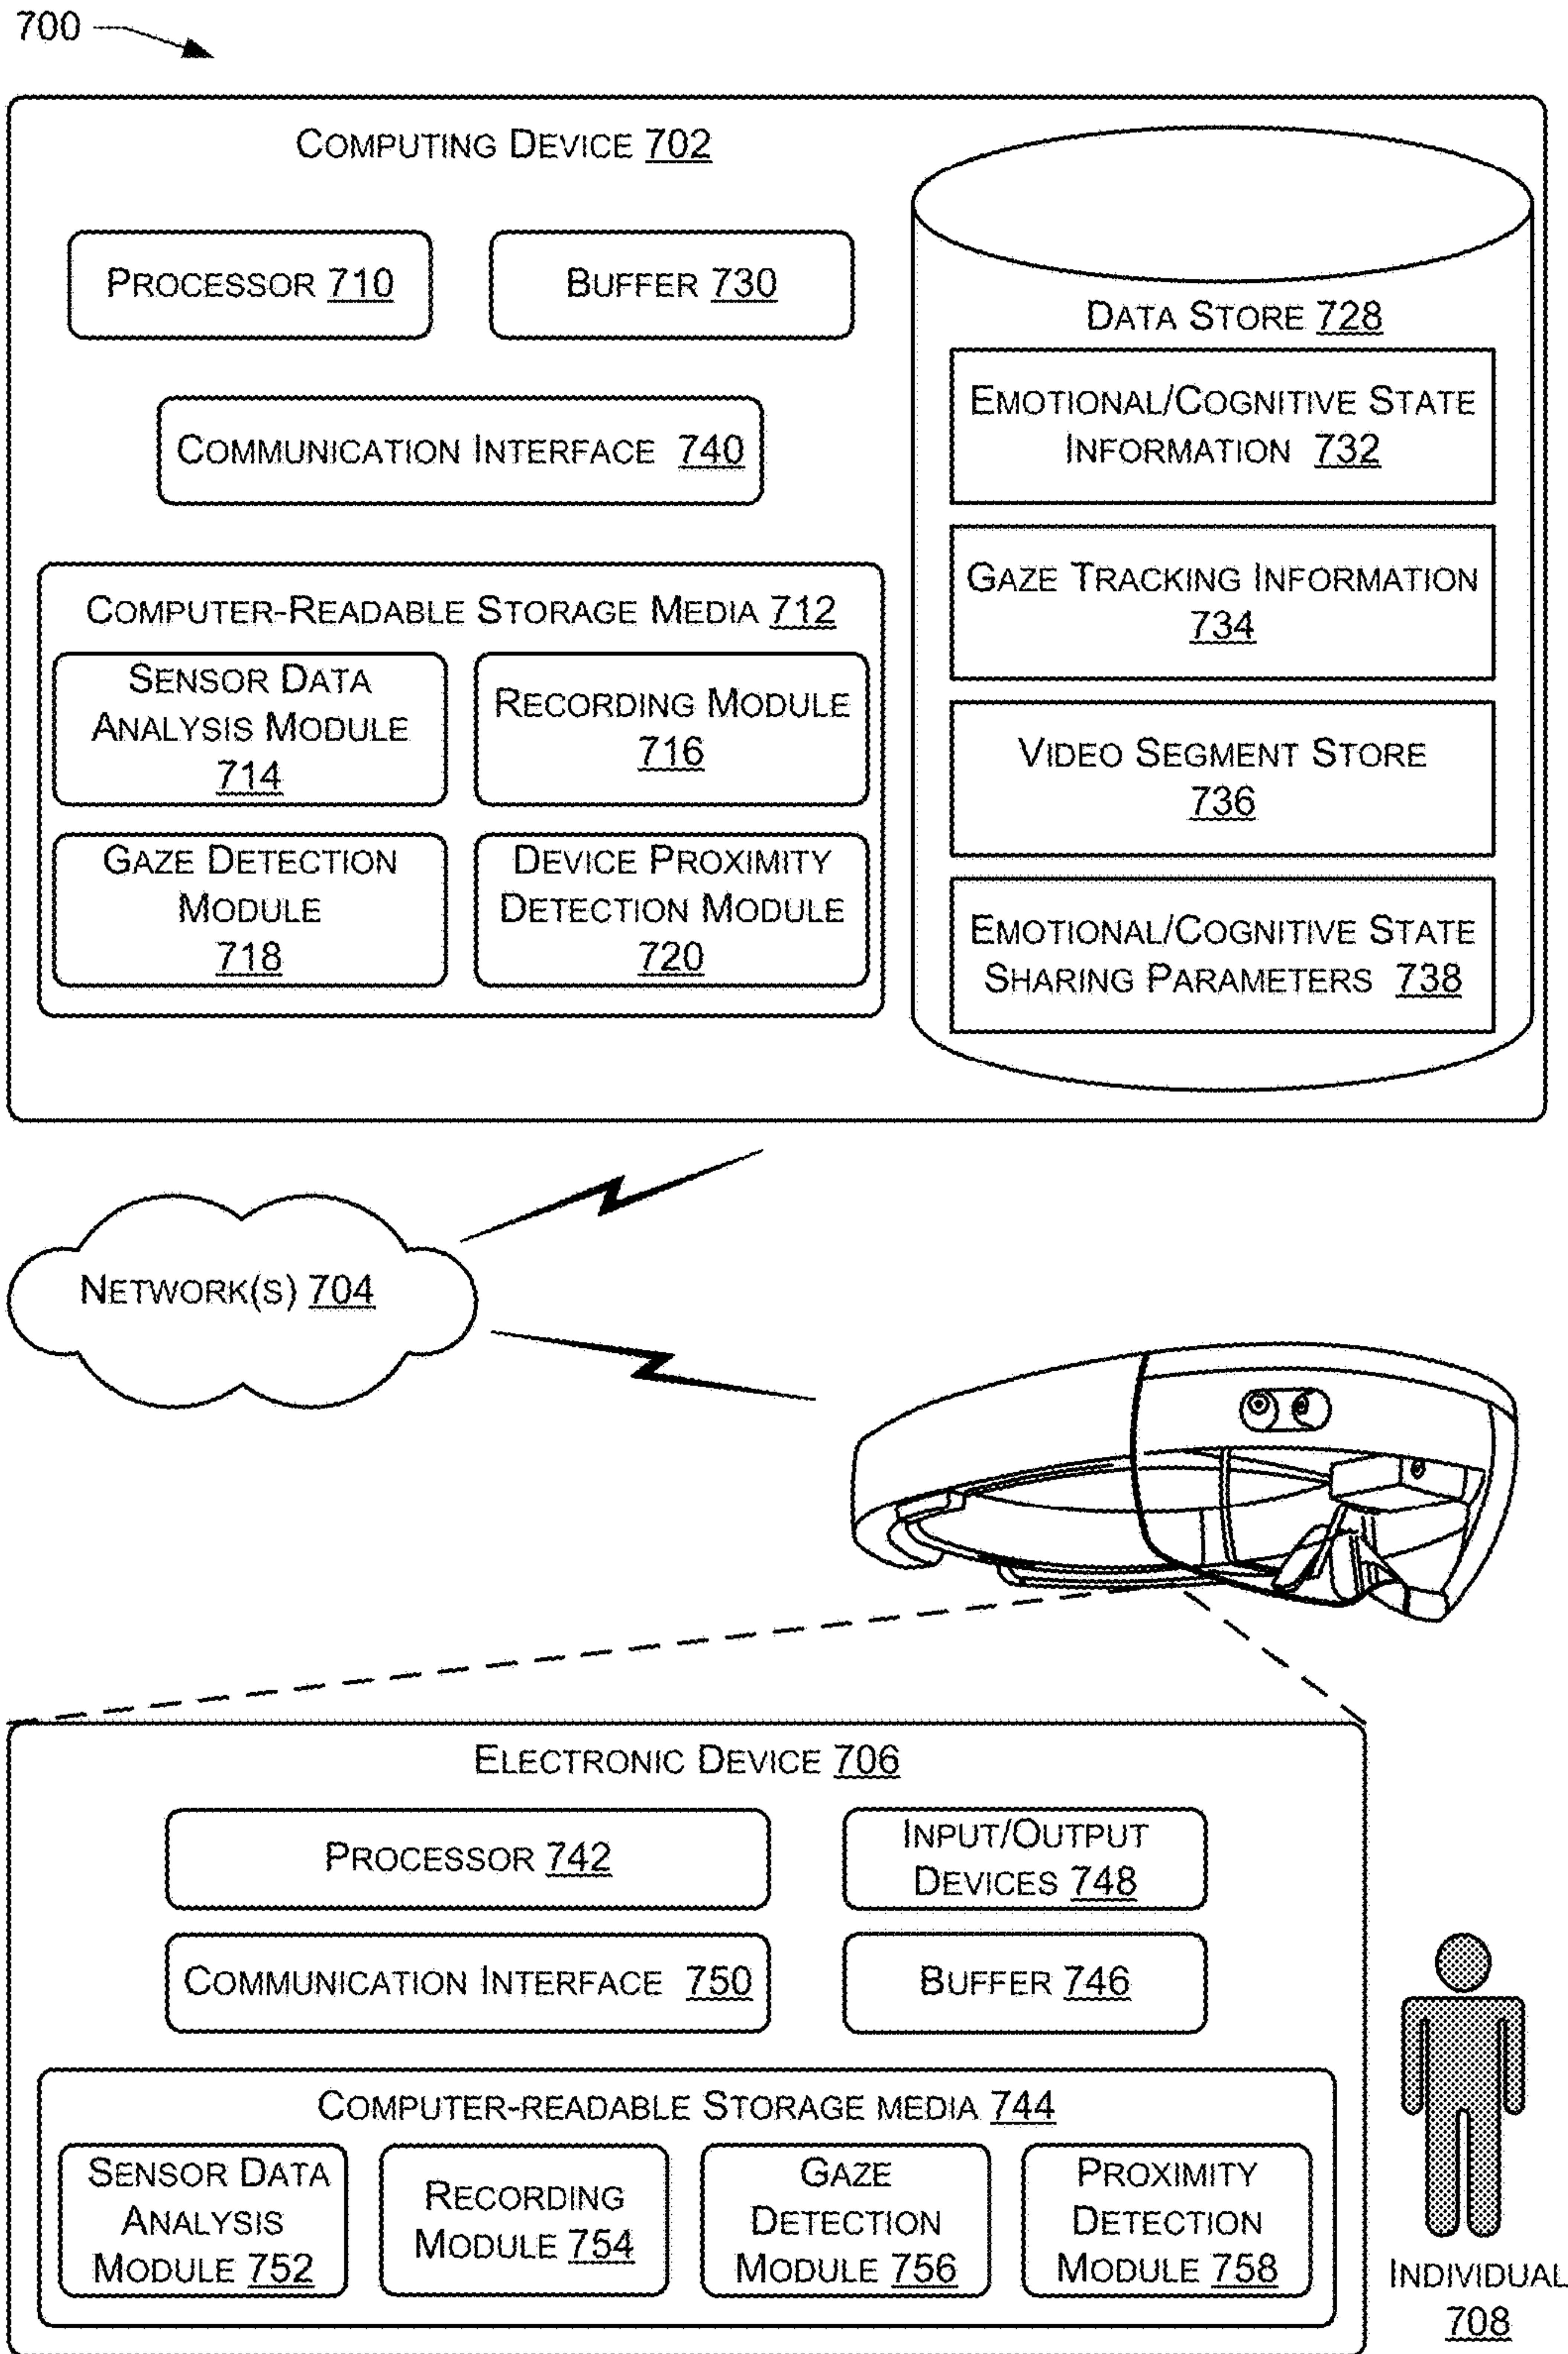 700
COMPUTING DEVICE 702
PROCESSOR 710
BUFFER 730
COMMUNICATION INTERFACE 740
COMPUTER-READABLE STORAGE MEDIA 712
SENSOR DATA
ANALYSIS MODULE
714
RECORDING MODULE
716
GAZE DETECTION
MODULE
718
DEVICE PROXIMITY
DETECTION MODULE
720
DATA STORE 728
EMOTIONAL/COGNITIVE STATE
INFORMATION 732
GAZE TRACKING INFORMATION
734
VIDEO SEGMENT STORE
736
EMOTIONAL/COGNITIVE STATE
SHARING PARAMETERS 738
NETWORK(S) 704
ELECTRONIC DEVICE 706
PROCESSOR 742
INPUT/OUTPUT
DEVICES 748
COMMUNICATION INTERFACE 750
BUFFER 746
COMPUTER-READABLE STORAGE MEDIA 744
SENSOR DATA
ANALYSIS
MODULE 752
RECORDING
MODULE 754
GAZE
DETECTION
MODULE 756
PROXIMITY
DETECTION
MODULE 758
INDIVIDUAL
708